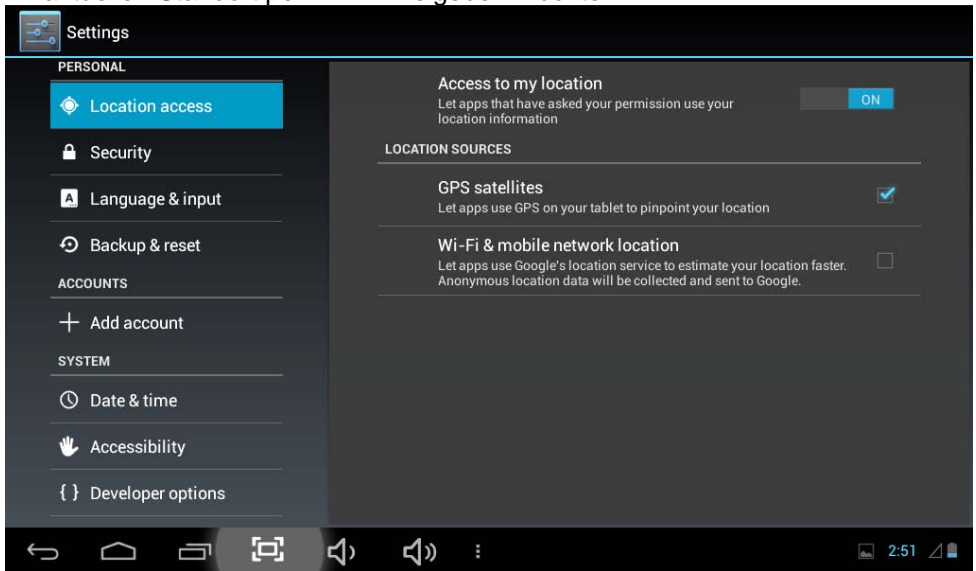 Settings
PERSONAL
Location access
Security
Language & input
Backup & reset
ACCOUNTS
Add account
SYSTEM
Date & time
Accessibility
{ } Developer options
Access to my location
Let apps that have asked your permission use your
location information
ON
LOCATION SOURCES
GPS satellites
Let apps use GPS on your tablet to pinpoint your location
Wi-Fi & mobile network location
Let apps use Google's location service to estimate your location faster.
Anonymous location data will be collected and sent to Google.
2:51